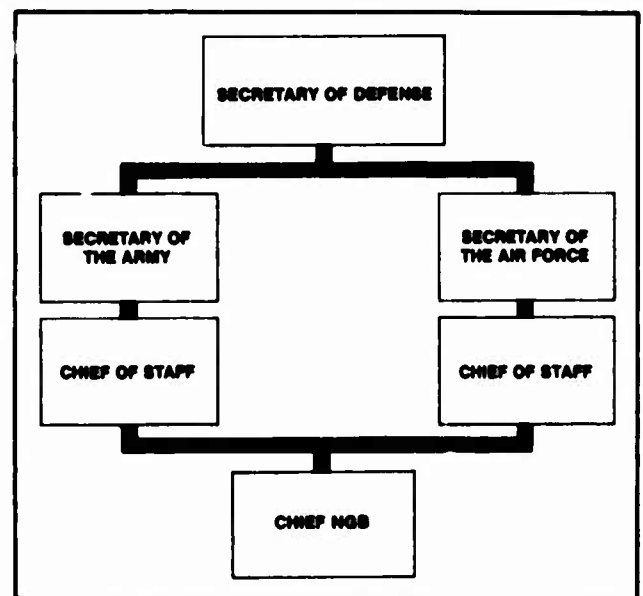 SECRETARY OF DEFENSE
SECRETARY OF
THE ARMY
SECRETARY OF
THE AIR FORCE
CHIEF OF STAFF
CHIEF OF STAFF
CHIEF NGB